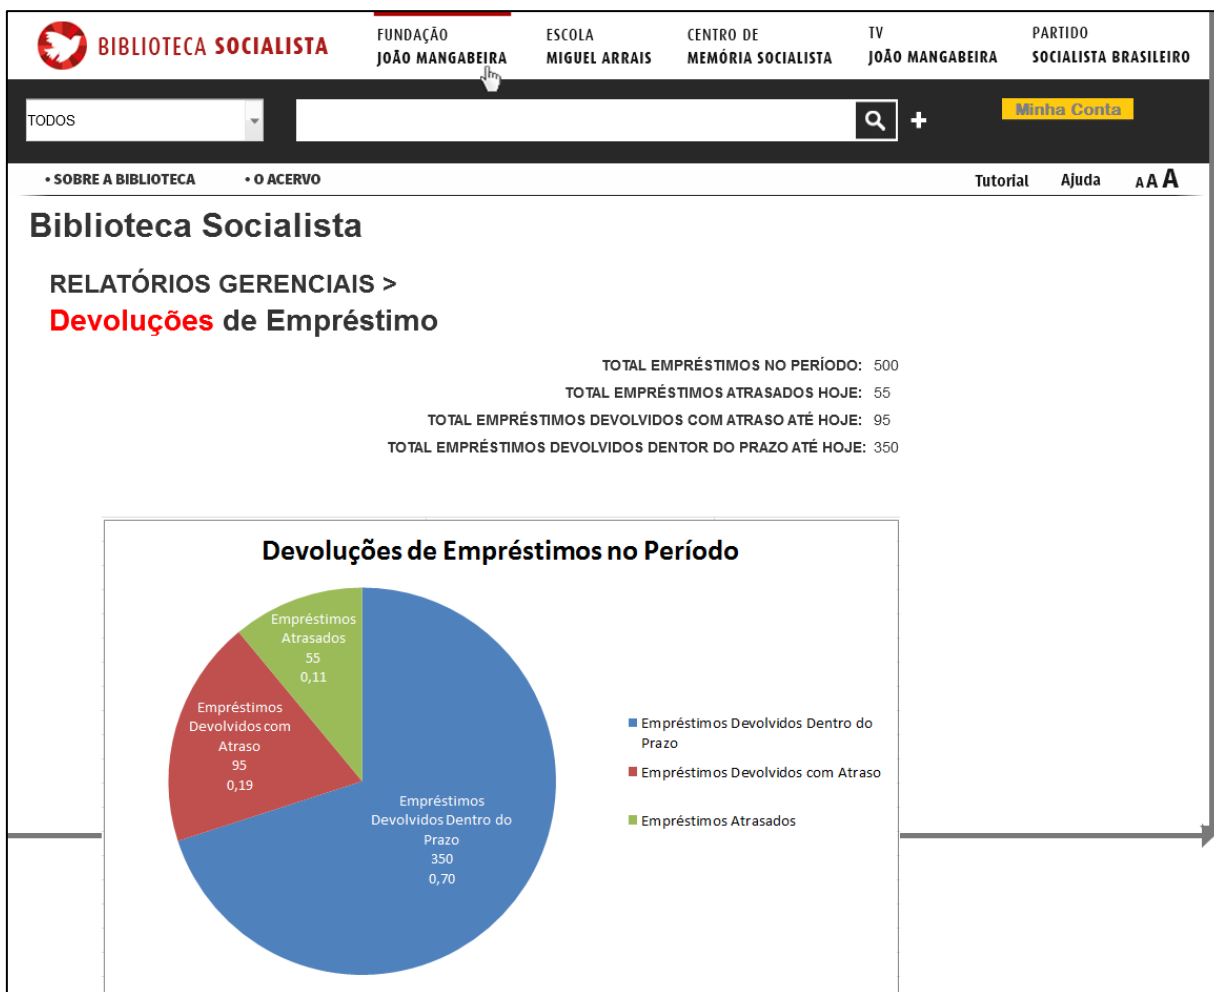 BIBLIOTECA SOCIALISTA
FUNDAÇÃO
JOÃO MANGABEIRA
ESCOLA
MIGUEL ARRAIS
CENTRO DE
MEMÓRIA SOCIALISTA
TV
JOÃO MANGABEIRA
PARTIDO
SOCIALISTA BRASILEIRO
TODOS
+
Minha Conta
• SOBRE A BIBLIOTECA
• O ACERVO
Tutorial
Ajuda
A A A
Biblioteca Socialista
RELATÓRIOS GERENCIAIS >
Devoluções de Empréstimo
TOTAL EMPRÉSTIMOS NO PERÍODO: 500
TOTAL EMPRÉSTIMOS ATRASADOS HOJE: 55
TOTAL EMPRÉSTIMOS DEVOLVIDOS COM ATRASO ATÉ HOJE: 95
TOTAL EMPRÉSTIMOS DEVOLVIDOS DENTOR DO PRAZO ATÉ HOJE: 350
Devoluções de Empréstimos no Período
Empréstimos
Atrasados
55
0,11
Empréstimos
Devolvidos com
Atraso
95
0,19
Empréstimos
Devolvidos Dentro do
Prazo
350
0,70
Empréstimos Devolvidos Dentro do
Prazo
Empréstimos Devolvidos com Atraso
Empréstimos Atrasados